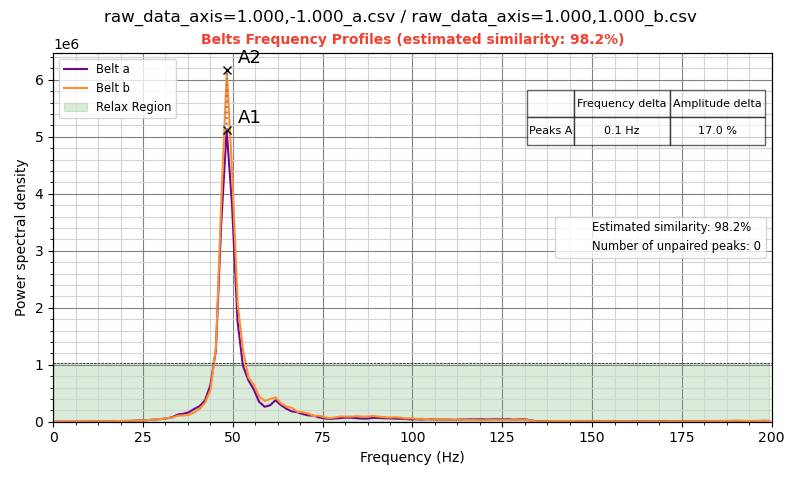 raw_data_axis=1.000,-1.000_a.csv / raw_data_axis=1.000,1.000_b.csv
Belts Frequency Profiles (estimated similarity: 98.2%)
1e6
A2
A1
Belt a
Belt b
Relax Region
Frequency delta Amplitude delta
Peaks A 0.1 Hz 17.0 %
Estimated similarity: 98.2%
Number of unpaired peaks: 0
Power spectral density
6
5
4
3
2
1
0
0 25 50 75 100 125 150 175 200
Frequency (Hz)